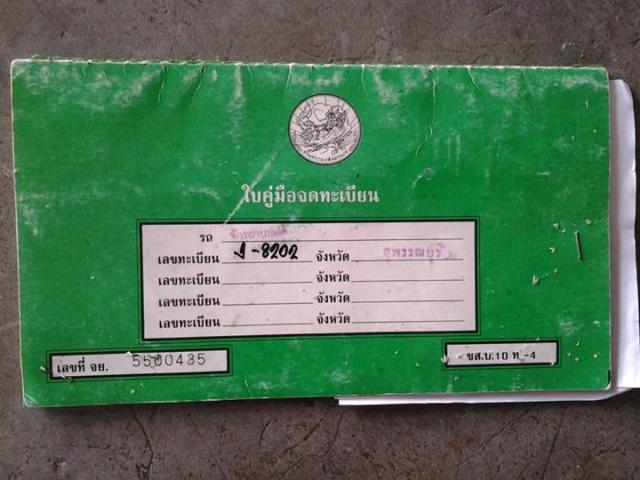 ใบคู่มือจดทะเบียน
รถ จักรยานยนต์
เลขทะเบียน -8202 จังหวัด สุพรรณบุรี
เลขทะเบียน จังหวัด
เลขทะเบียน จังหวัด
เลขทะเบียน จังหวัด
เลขที่ จย. 5500435
ขส.บ.10 ท.-4